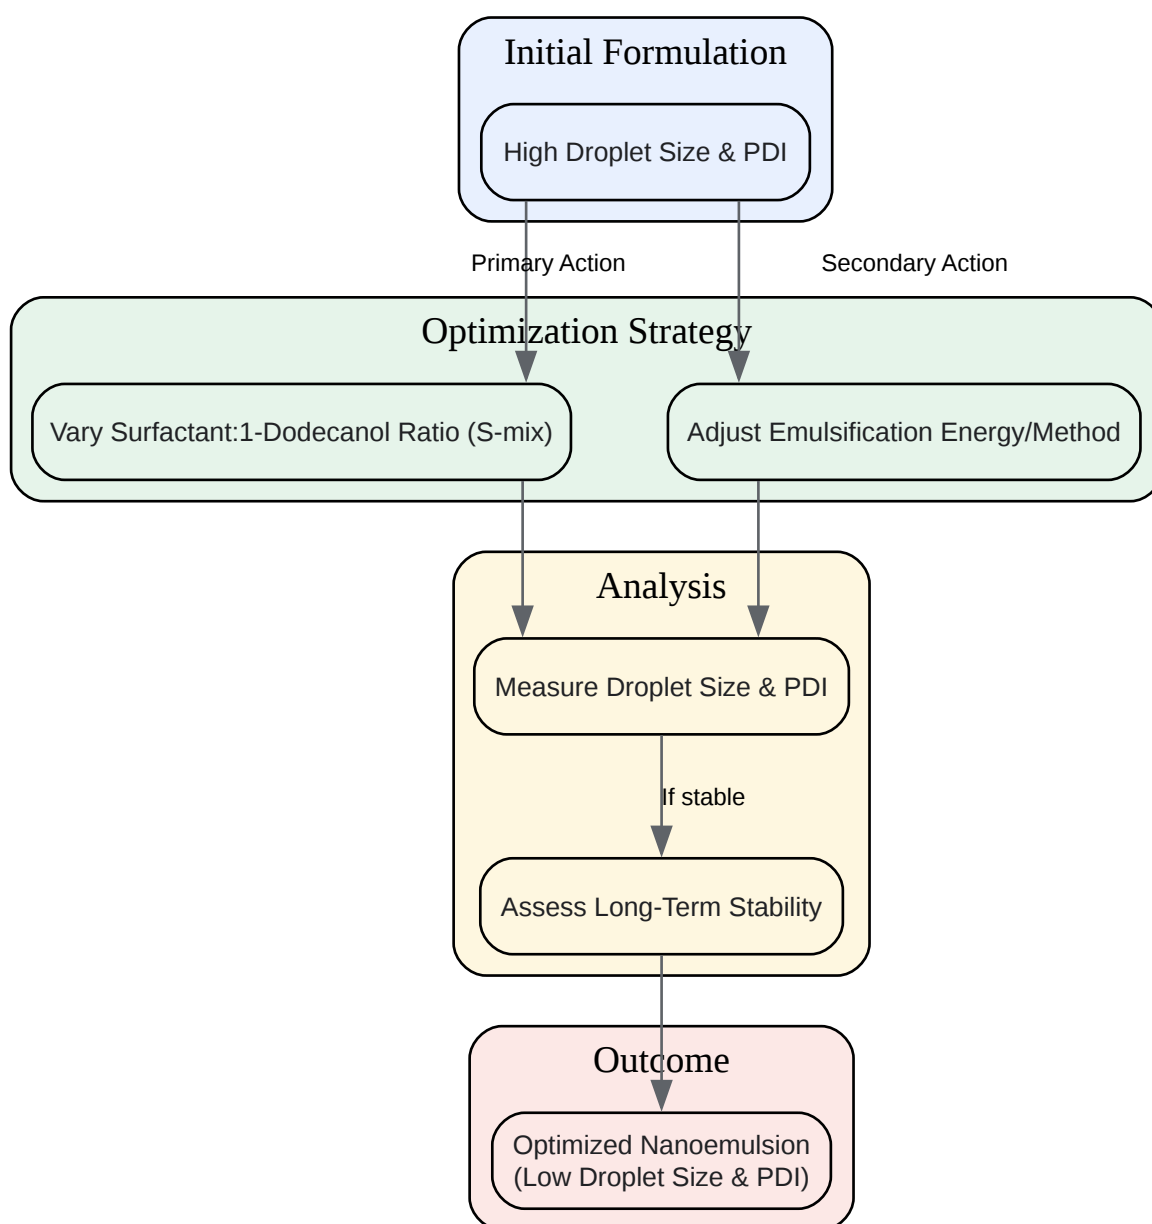 Initial Formulation
High Droplet Size & PDI
Primary Action
Secondary Action
Optimization Strategy
Vary Surfactant:1-Dodecanol Ratio (S-mix)
Adjust Emulsification Energy/Method
Analysis
Measure Droplet Size & PDI
If stable
Assess Long-Term Stability
Outcome
Optimized Nanoemulsion
(Low Droplet Size & PDI)